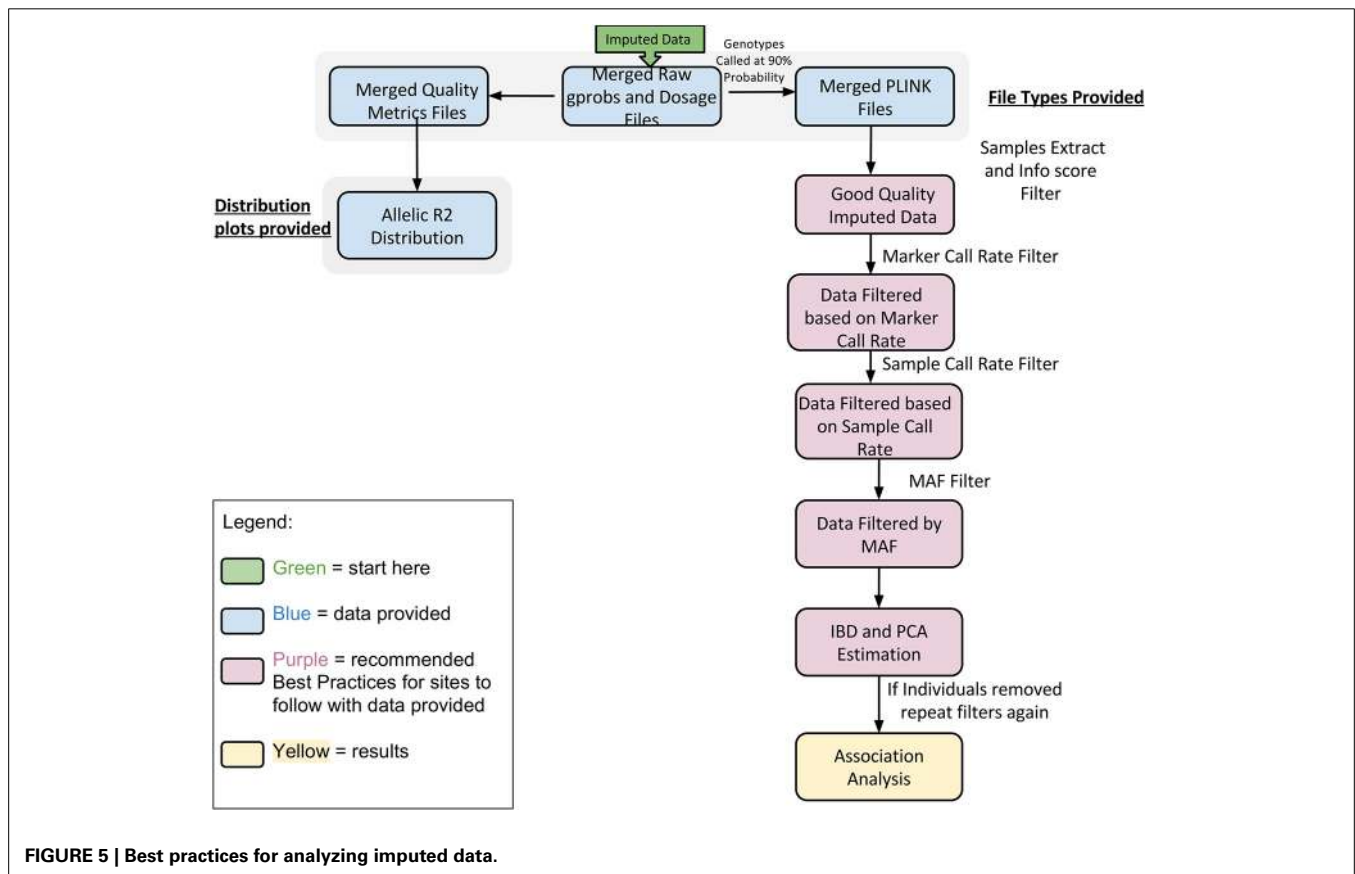 Imputed Data
Genotypes
Called at 90%
Probability
Merged Quality
Metrics Files
Merged Raw
gprobs and Dosage
Files
Merged PLINK
Files
File Types Provided
Samples Extract
and Info score
Filter
Distribution
plots provided
Allelic R2
Distribution
Good Quality
Imputed Data
Marker Call Rate Filter
Data Filtered
based on Marker
Call Rate
Sample Call Rate Filter
Data Filtered based
on Sample Call
Rate
MAF Filter
Data Filtered by
MAF
IBD and PCA
Estimation
If Individuals removed
repeat filters again
Association
Analysis
Legend:
Green = start here
Blue = data provided
Purple = recommended
Best Practices for sites to
follow with data provided
Yellow = results
FIGURE 5 | Best practices for analyzing imputed data.